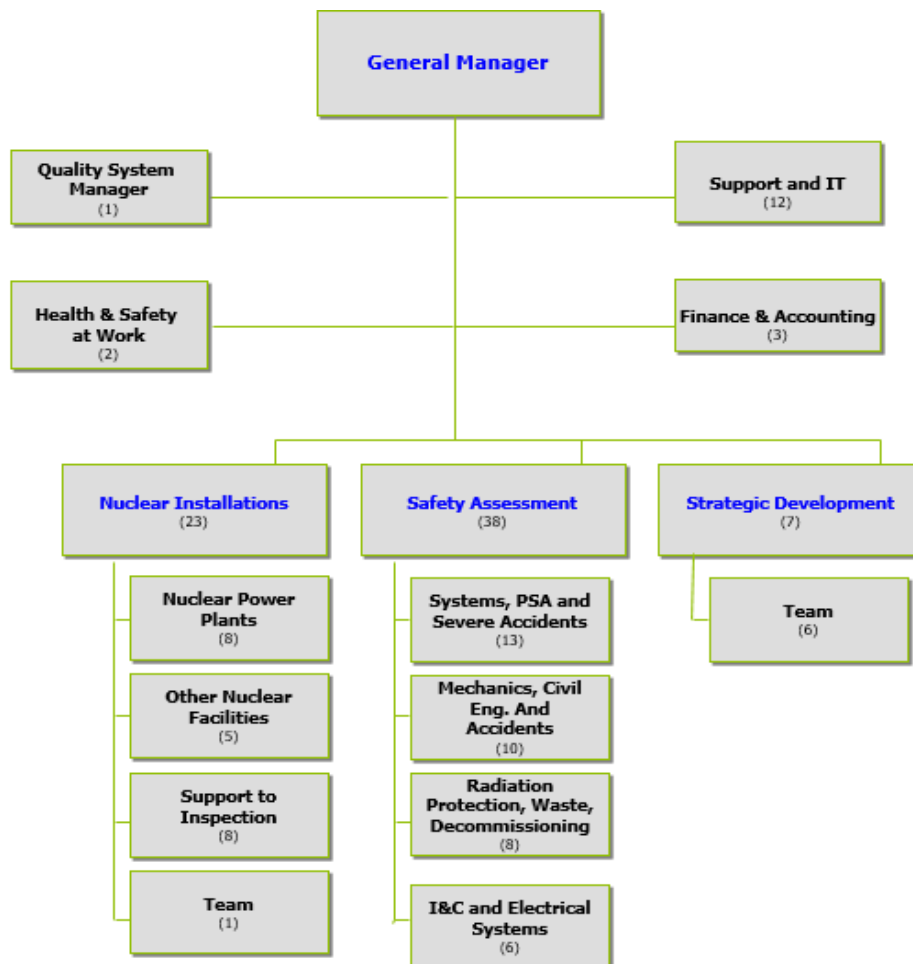 General Manager
Quality System
Manager
(1)
Support and IT
(12)
Health & Safety
at Work
(2)
Finance & Accounting
(3)
Nuclear Installations
(23)
Safety Assessment
(38)
Strategic Development
(7)
Nuclear Power
Plants
(8)
Other Nuclear
Facilities
(5)
Support to
Inspection
(8)
Team
(1)
Systems, PSA and
Severe Accidents
(13)
Mechanics, Civil
Eng. And
Accidents
(10)
Radiation
Protection, Waste,
Decommissioning
(8)
I&C and Electrical
Systems
(6)
Team
(6)